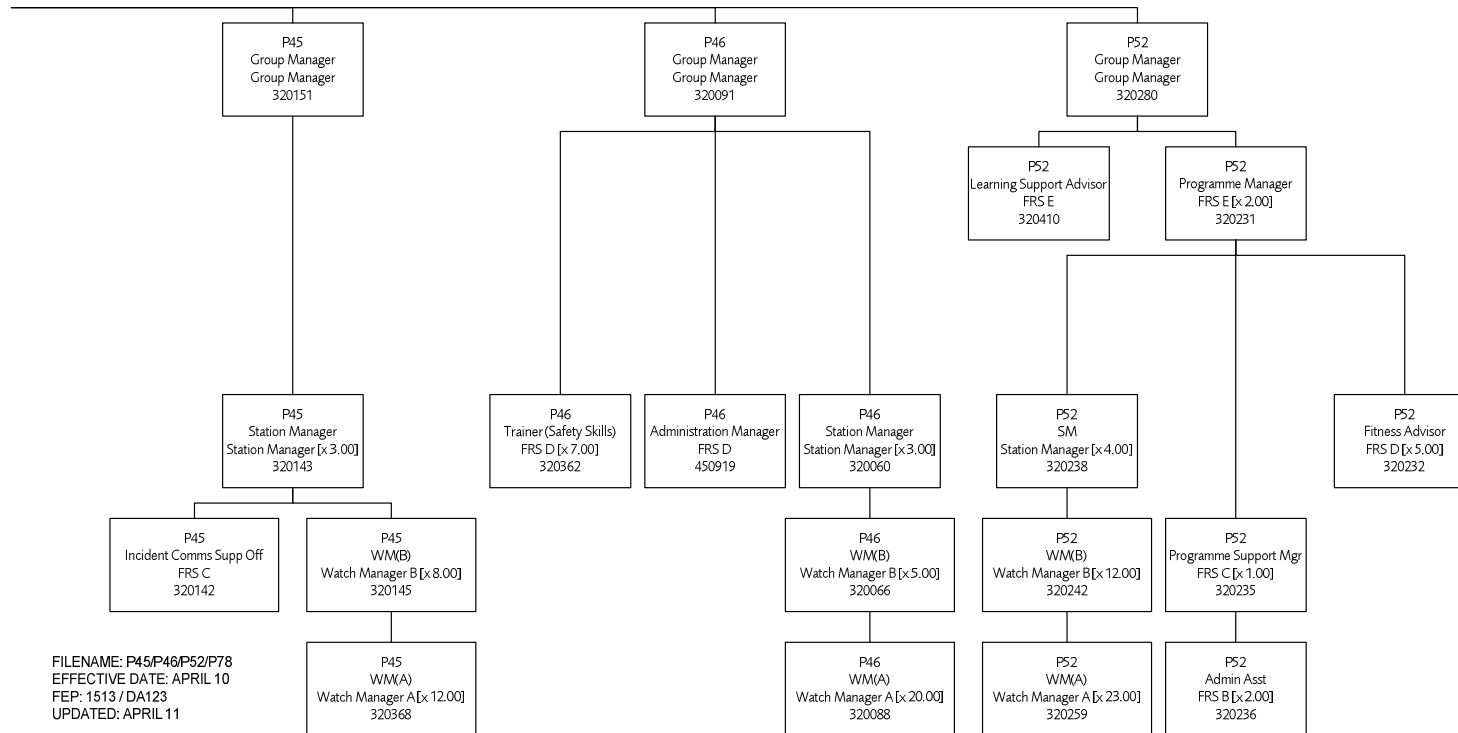 P45
Group Manager
Group Manager
320151
P46
Group Manager
Group Manager
320091
P52
Group Manager
Group Manager
320280
P52
Learning Support Advisor
FRS E
320410
P52
Programme Manager
FRS E [x 2.00]
320231
P45
Station Manager
Station Manager [x 3.00]
320143
P46
Trainer (Safety Skills)
FRS D [x 7.00]
320362
P46
Administration Manager
FRS D
450919
P46
Station Manager
Station Manager [x 3.00]
320060
P52
SM
Station Manager [x 4.00]
320238
P52
Fitness Advisor
FRS D [x 5.00]
320232
P45
Incident Comms Supp Off
FRS C
320142
P45
WM(B)
Watch Manager B [x 8.00]
320145
P46
WM(B)
Watch Manager B [x 5.00]
320066
P52
WM(B)
Watch Manager B [x 12.00]
320242
P52
Programme Support Mgr
FRS C [x 1.00]
320235
P45
WM(A)
Watch Manager A [x 12.00]
320368
P46
WM(A)
Watch Manager A [x 20.00]
320088
P52
WM(A)
Watch Manager A [x 23.00]
320259
P52
Admin Asst
FRS B [x 2.00]
320236
FILENAME: P45/P46/P52/P78
EFFECTIVE DATE: APRIL 10
FEP: 1513 / DA123
UPDATED: APRIL 11